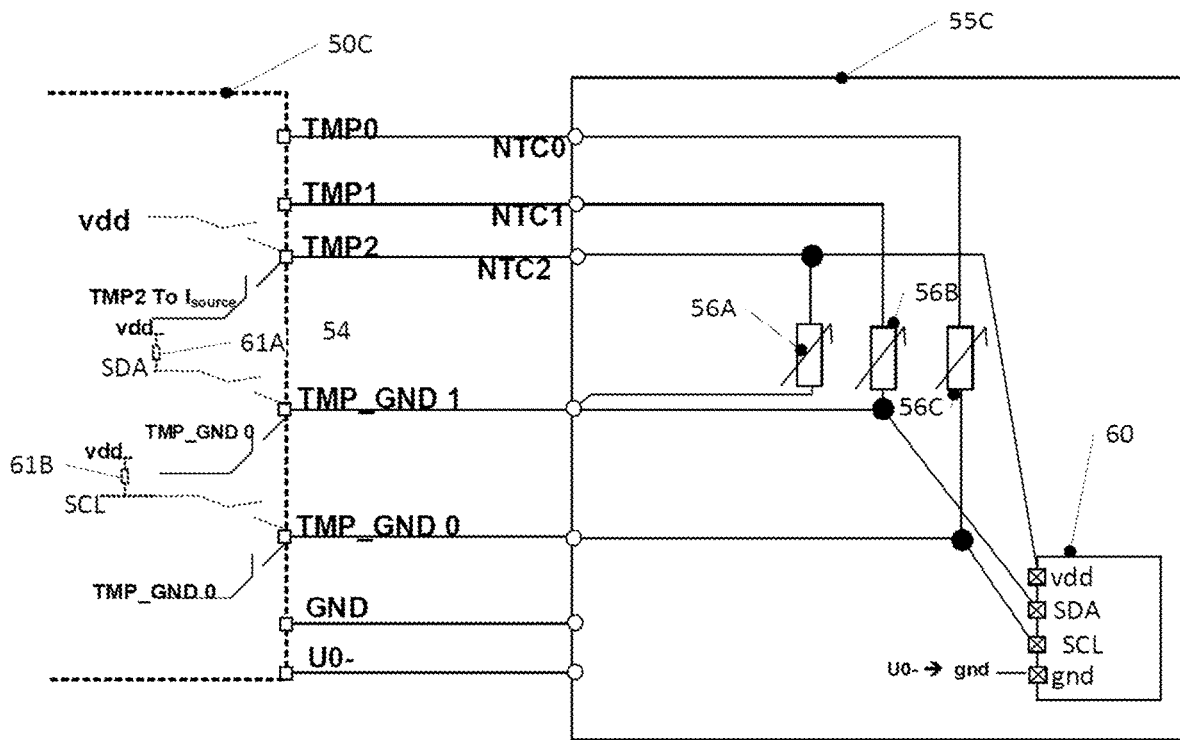 50C
55C
TMP0
NTC0
TMP1
NTC1
vdd
TMP2
NTC2
TMP2 To Isource
vdd
61A
54
SDA
56A
56B
56C
TMP_GND 1
TMP_GND 0
vdd
61B
SCL
TMP_GND 0
TMP_GND 0
60
GND
U0-
vdd
SDA
SCL
U0- → gnd
gnd